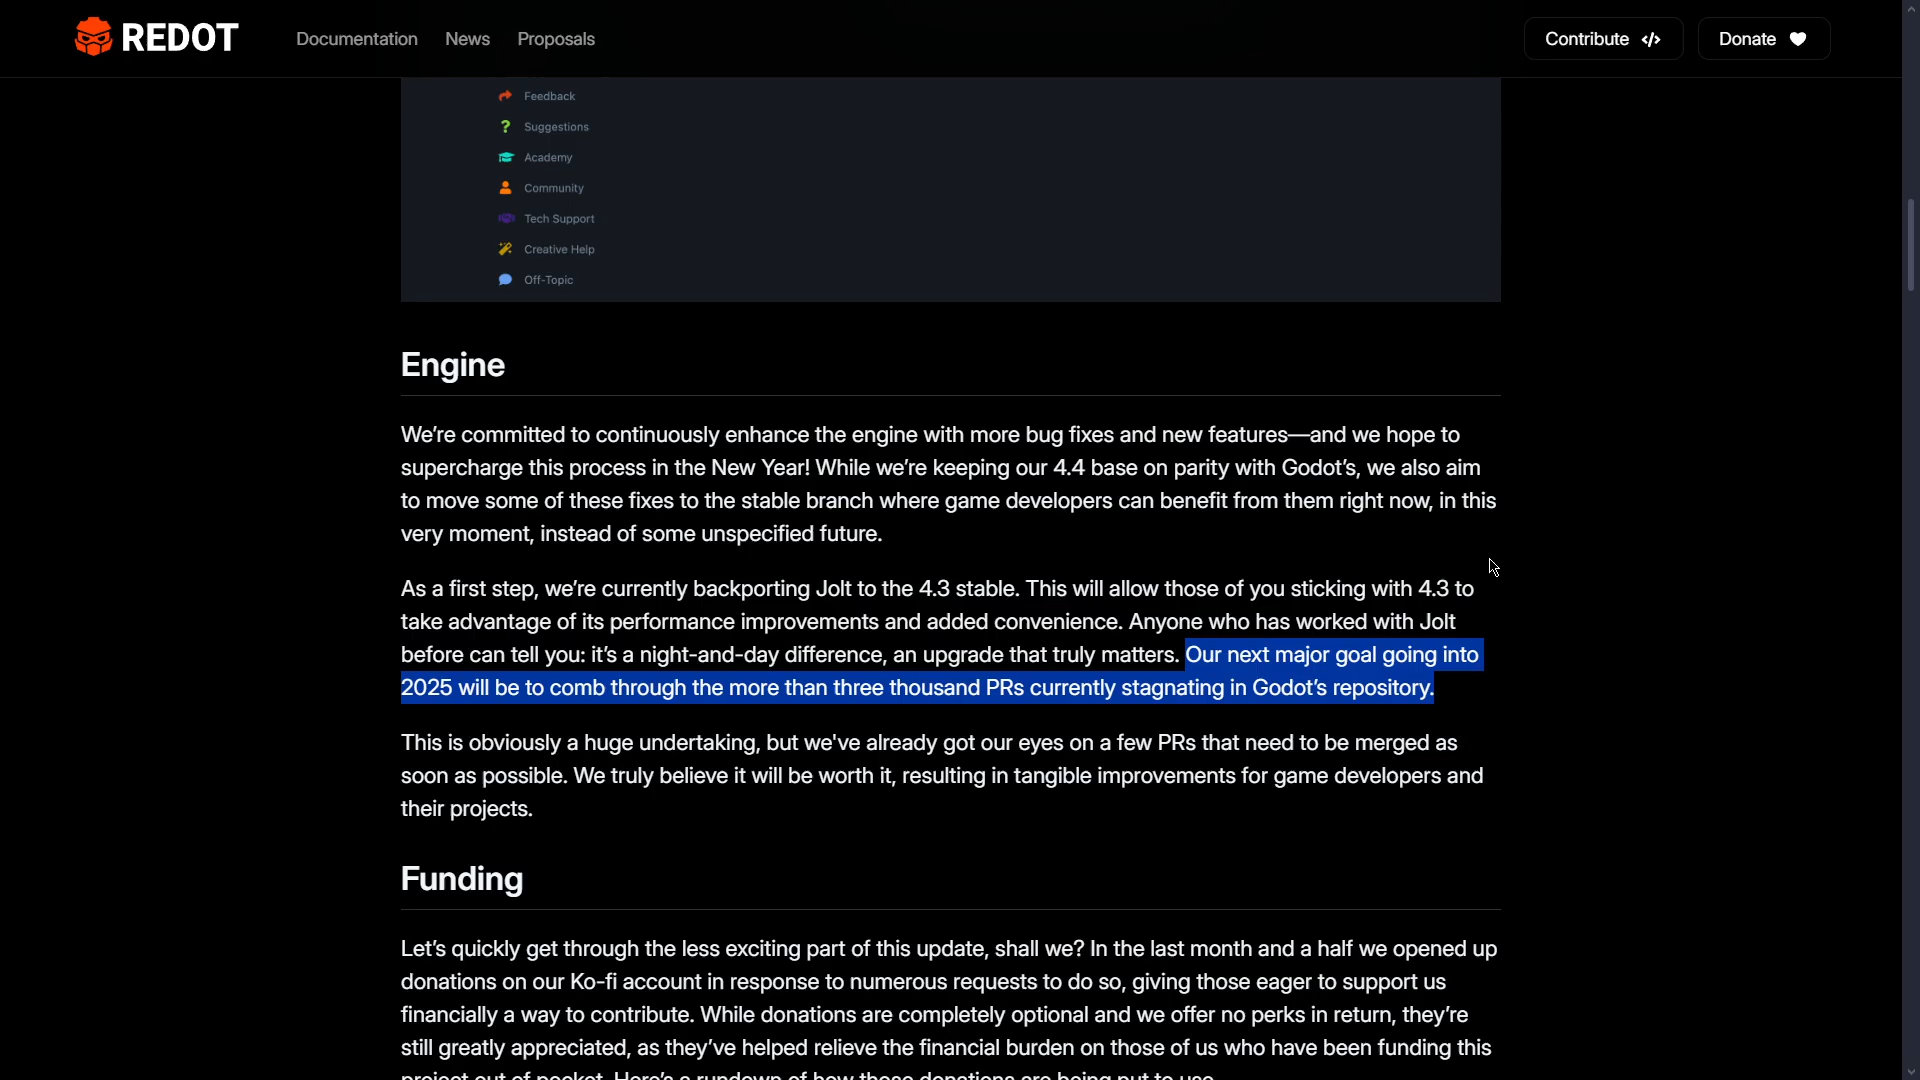 REDOT
Documentation
News
Proposals
Contribute </>
Donate
Feedback
Suggestions
Academy
Community
Tech Support
Creative Help
Off-Topic
Engine
We're committed to continuously enhance the engine with more bug fixes and new features—and we hope to
supercharge this process in the New Year! While we're keeping our 4.4 base on parity with Godot's, we also aim
to move some of these fixes to the stable branch where game developers can benefit from them right now, in this
very moment, instead of some unspecified future.
As a first step, we're currently backporting Jolt to the 4.3 stable. This will allow those of you sticking with 4.3 to
take advantage of its performance improvements and added convenience. Anyone who has worked with Jolt
before can tell you: it's a night-and-day difference, an upgrade that truly matters. Our next major goal going into
2025 will be to comb through the more than three thousand PRs currently stagnating in Godot's repository.
This is obviously a huge undertaking, but we've already got our eyes on a few PRs that need to be merged as
soon as possible. We truly believe it will be worth it, resulting in tangible improvements for game developers and
their projects.
Funding
Let's quickly get through the less exciting part of this update, shall we? In the last month and a half we opened up
donations on our Ko-fi account in response to numerous requests to do so, giving those eager to support us
financially a way to contribute. While donations are completely optional and we offer no perks in return, they're
still greatly appreciated, as they've helped relieve the financial burden on those of us who have been funding this
project out of pocket. Here's a rundown of how those donations are being put to use.